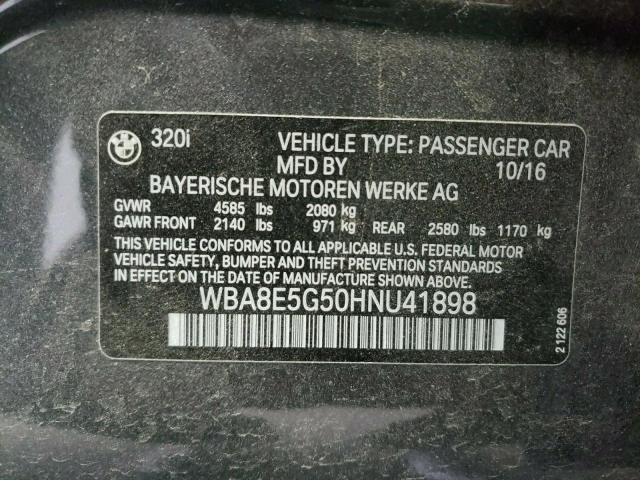 320i VEHICLE TYPE: PASSENGER CAR
MFD BY 10/16
BAYERISCHE MOTOREN WERKE AG
GVWR 4585 lbs 2080 kg
GAWR FRONT 2140 lbs 971 kg REAR 2580 lbs 1170 kg
THIS VEHICLE CONFORMS TO ALL APPLICABLE U.S. FEDERAL MOTOR
VEHICLE SAFETY, BUMPER AND THEFT PREVENTION STANDARDS
IN EFFECT ON THE DATE OF MANUFACTURE SHOWN ABOVE.
WBA8E5G50HNU41898
2 122 606